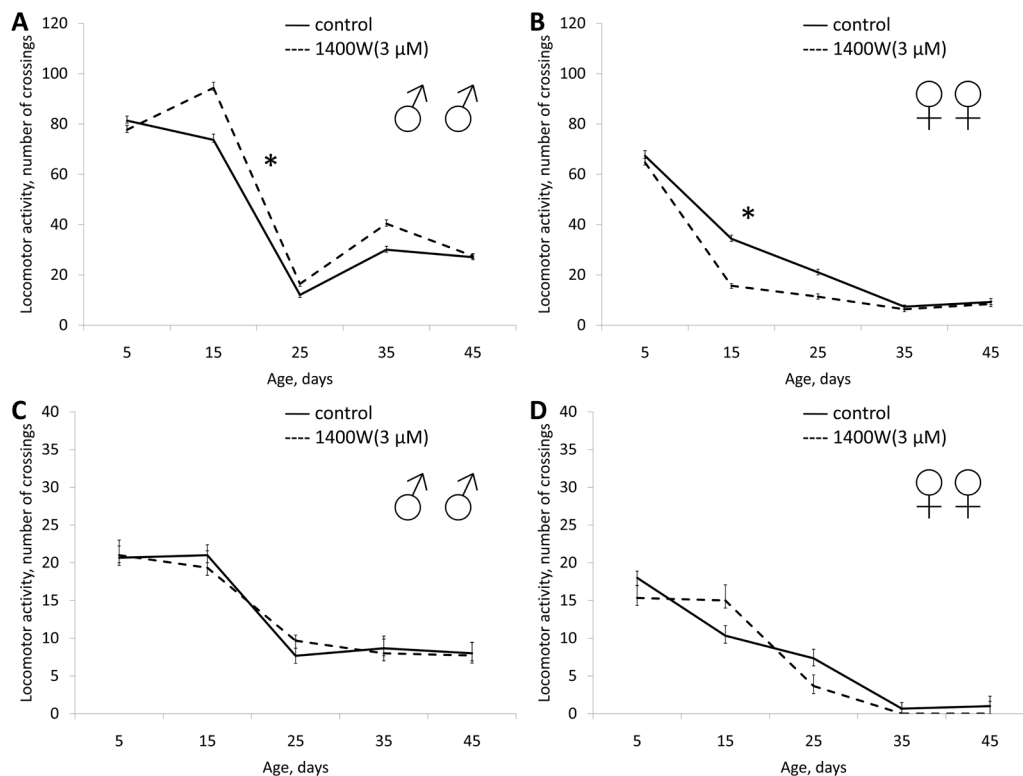 A
Locomotor activity, number of crossings
120
100
80
60
40
20
0
control
1400W(3 μM)
*
5 15 25 35 45
Age, days
B
Locomotor activity, number of crossings
120
100
80
60
40
20
0
control
1400W(3 μM)
*
5 15 25 35 45
Age, days
C
Locomotor activity, number of crossings
40
35
30
25
20
15
10
5
0
control
1400W(3 μM)
5 15 25 35 45
Age, days
D
Locomotor activity, number of crossings
40
35
30
25
20
15
10
5
0
control
1400W(3 μM)
5 15 25 35 45
Age, days